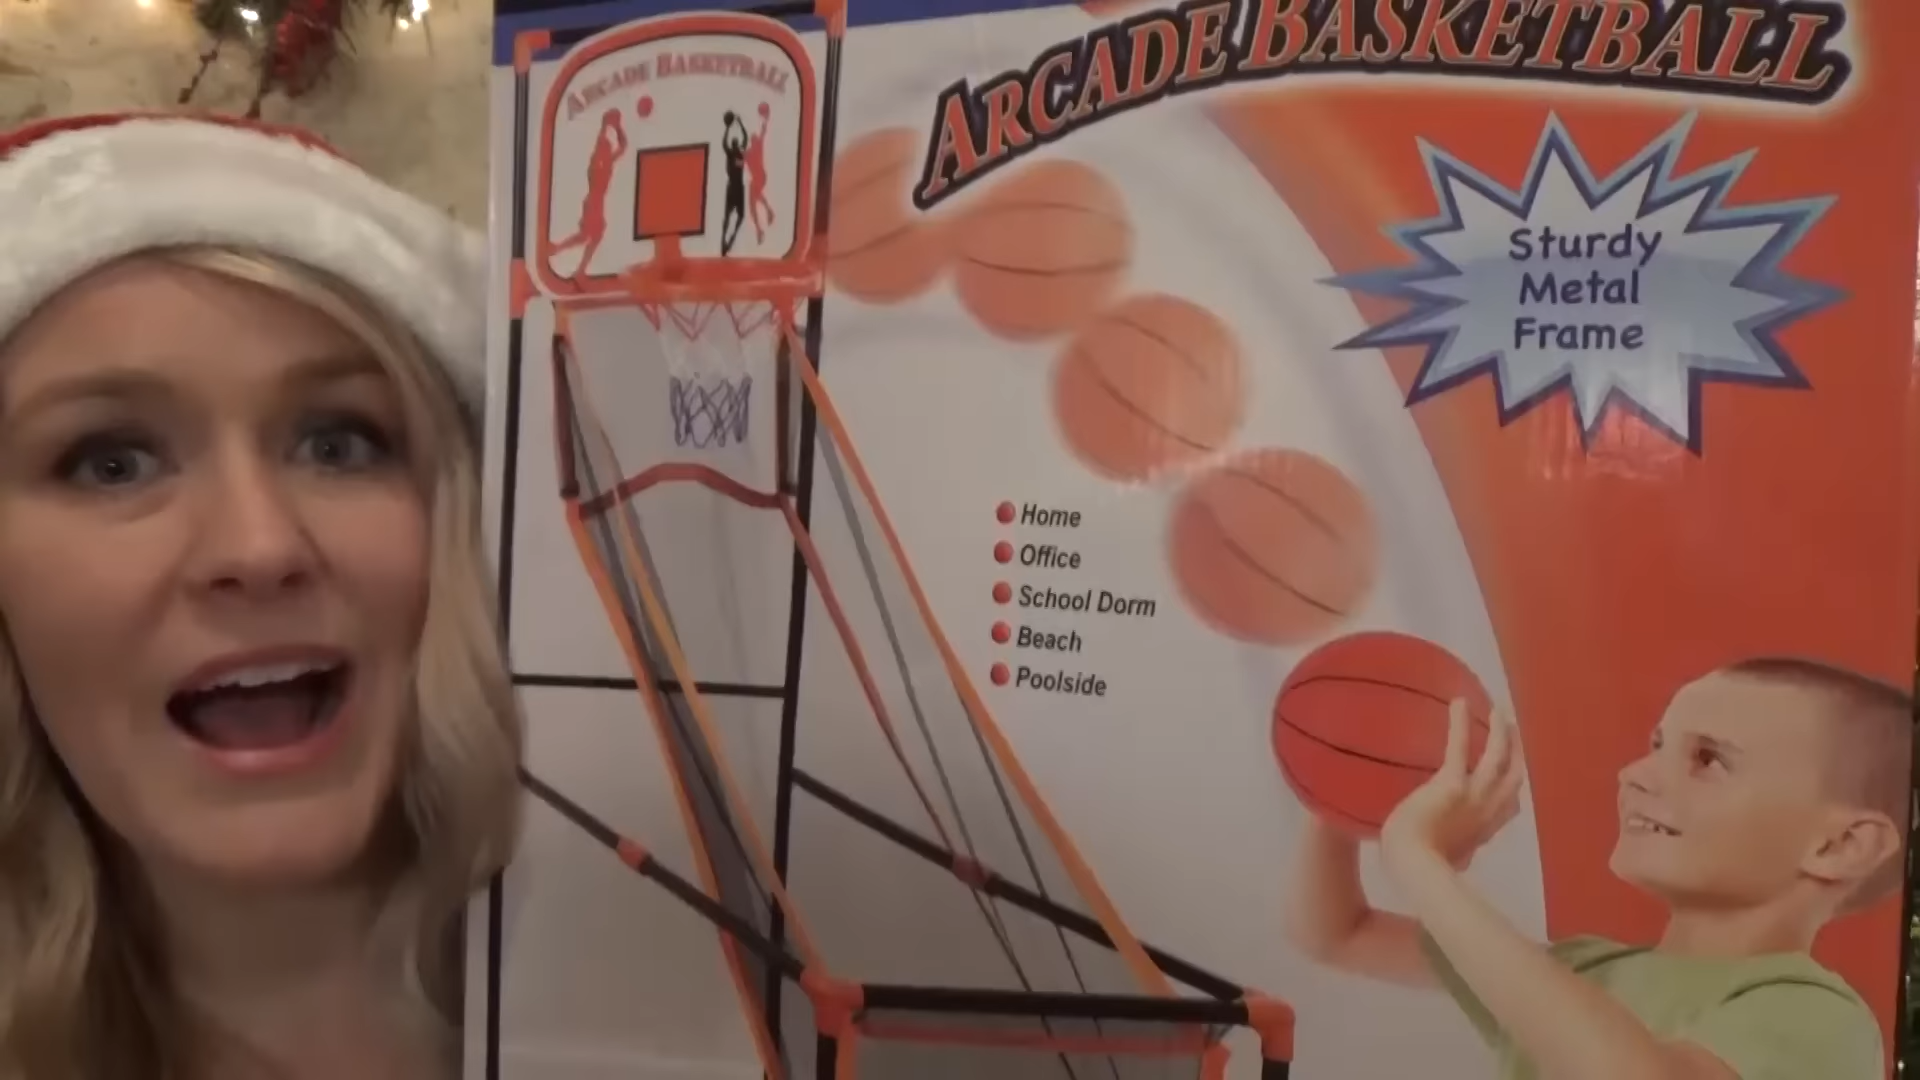 ARCADE BASKETBALL
ARCADE BASKETBALL
Sturdy
Metal
Frame
Home
Office
School Dorm
Beach
Poolside